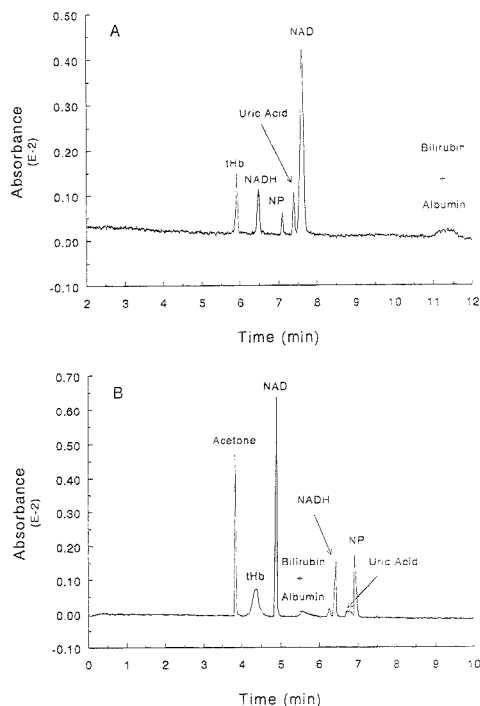 A
NAD
Uric Acid
Bilirubin
+
Albumin
tHb
NADH
NP
Absorbance
(E-2)
0.50
0.40
0.30
0.20
0.10
0.00
-0.10
2 3 4 5 6 7 8 9 10 11 12
Time (min)
B
NAD
Acetone
NADH
NP
Bilirubin
+
Albumin
Uric Acid
tHb
Absorbance
(E-2)
0.70
0.60
0.50
0.40
0.30
0.20
0.10
0.00
-0.10
0 1 2 3 4 5 6 7 8 9 10
Time (min)